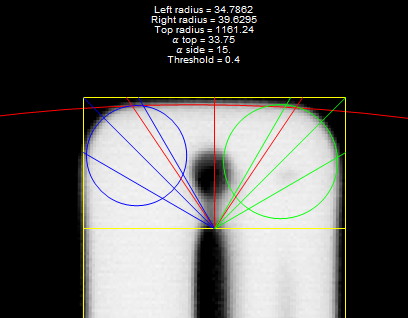 Left radius = 34.7862
Right radius = 39.6295
Top radius = 1161.24
α top = 33.75
α side = 15.
Threshold = 0.4